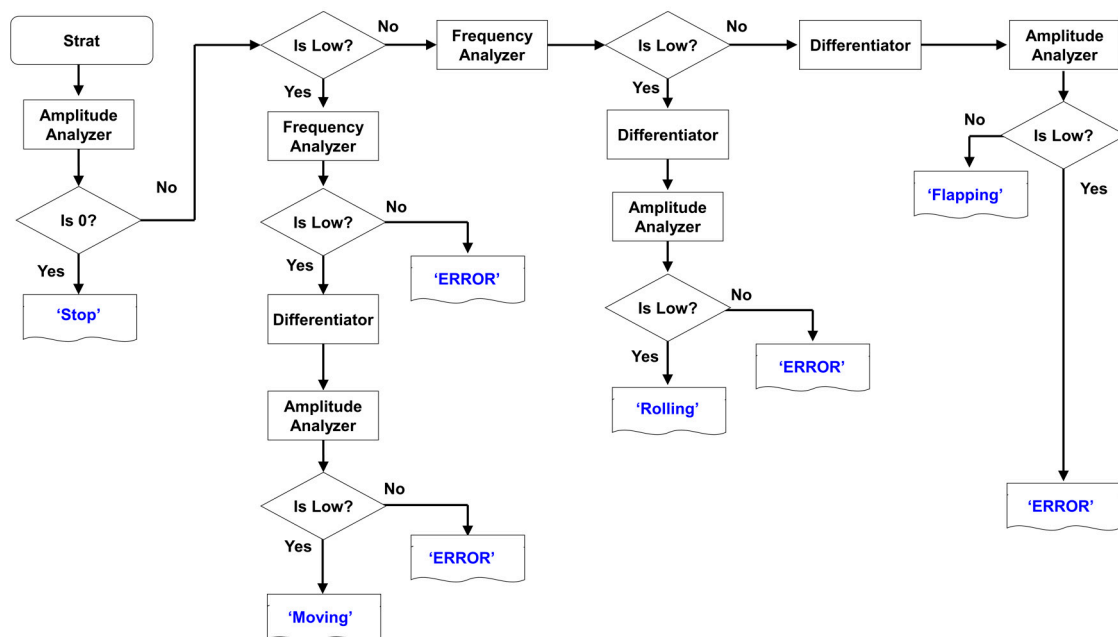 Strat
Amplitude
Analyzer
Is 0?
Yes
‘Stop’
No
Is Low?
No
Yes
Frequency
Analyzer
Is Low?
No
‘ERROR’
Yes
Differentiator
Amplitude
Analyzer
Is Low?
No
‘ERROR’
Yes
‘Moving’
Frequency
Analyzer
Is Low?
No
Yes
Differentiator
Amplitude
Analyzer
Is Low?
No
‘ERROR’
Yes
‘Rolling’
Differentiator
Amplitude
Analyzer
Is Low?
No
‘Flapping’
Yes
‘ERROR’